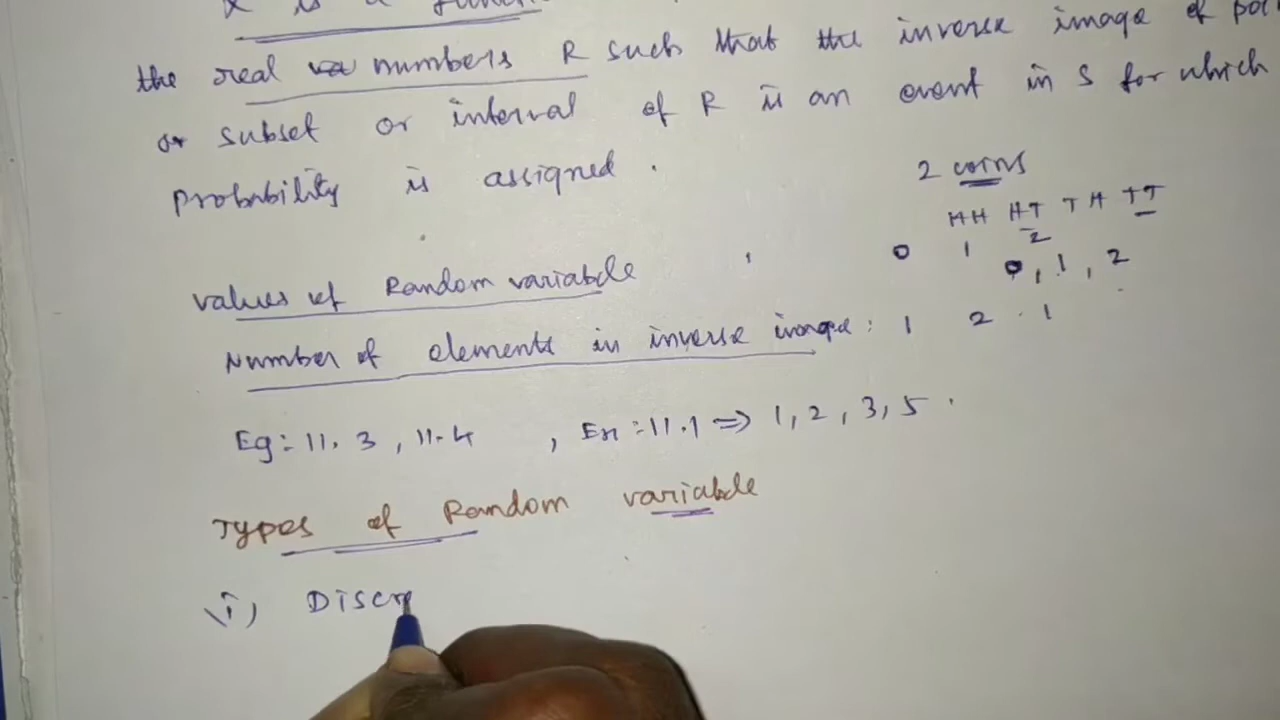 X is a
the real numbers R such that the inverse image of
or subset or interval of R is an event in S for which
Probability is assigned.
2 coins
HH HT TH TT
values of Random variable
0 1 2
0, 1, 2
Number of elements in inverse image: 1 2 1
Eg: 11.3, 11.4, Ex: 11.1 ⇒ 1, 2, 3, 5.
Types of Random variable
(i) Discr